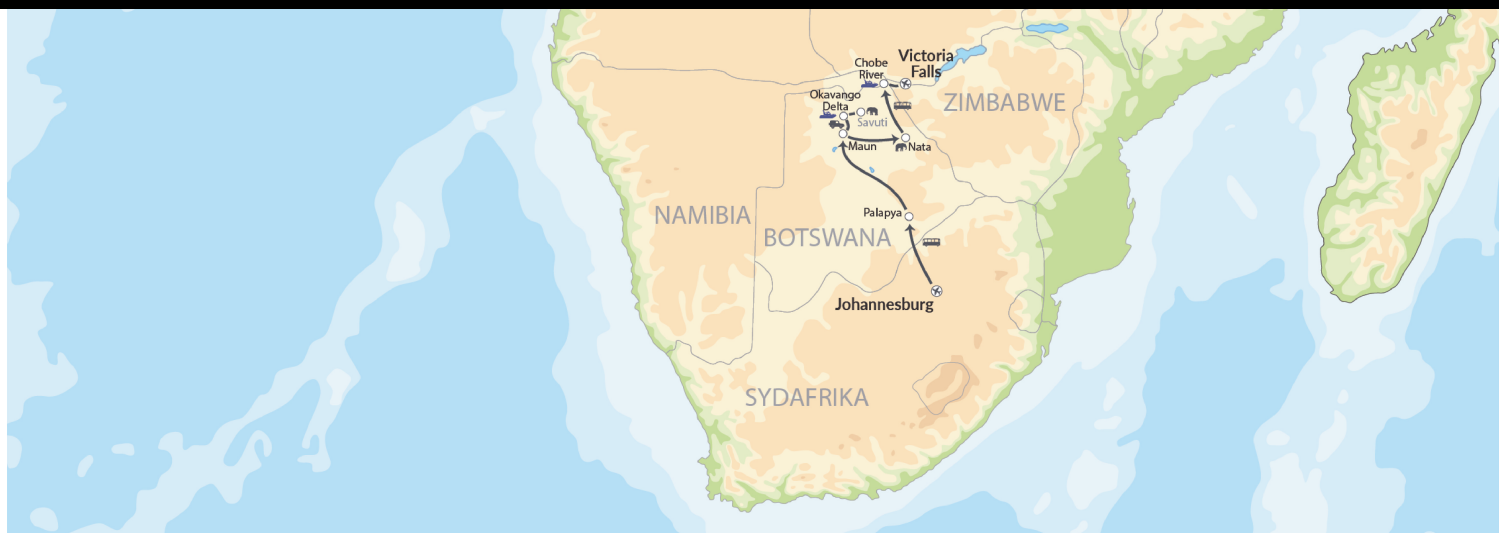 Victoria
Falls
Chobe
River
Okavango
Delta
Savuti
ZIMBABWE
Maun
Nata
Palapya
NAMIBIA
BOTSWANA
Johannesburg
SYDAFRIKA